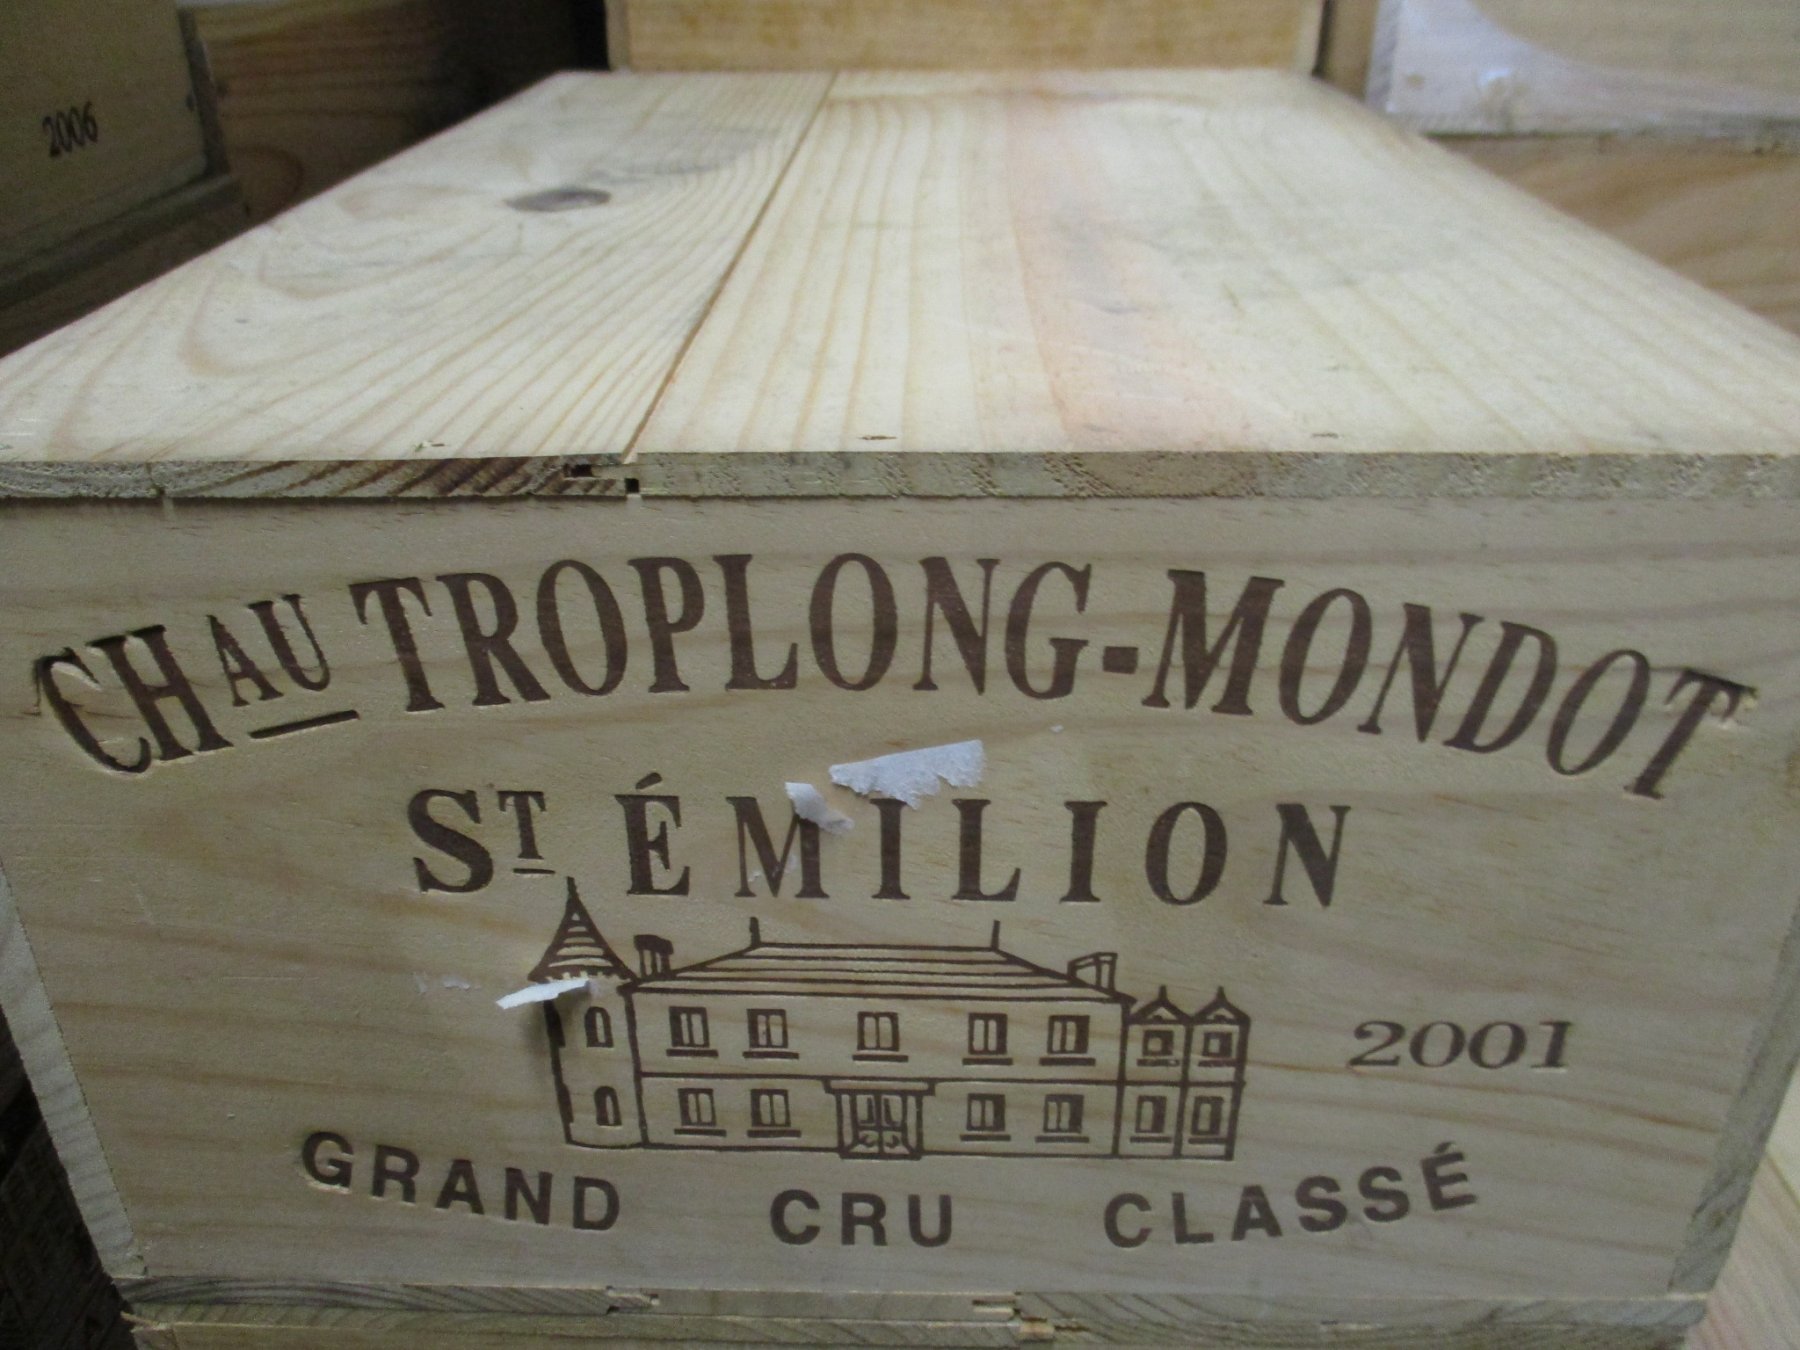 2006
CHAU TROPLONG-MONDOT
ST ÉMILION
2001
GRAND CRU CLASSÉ